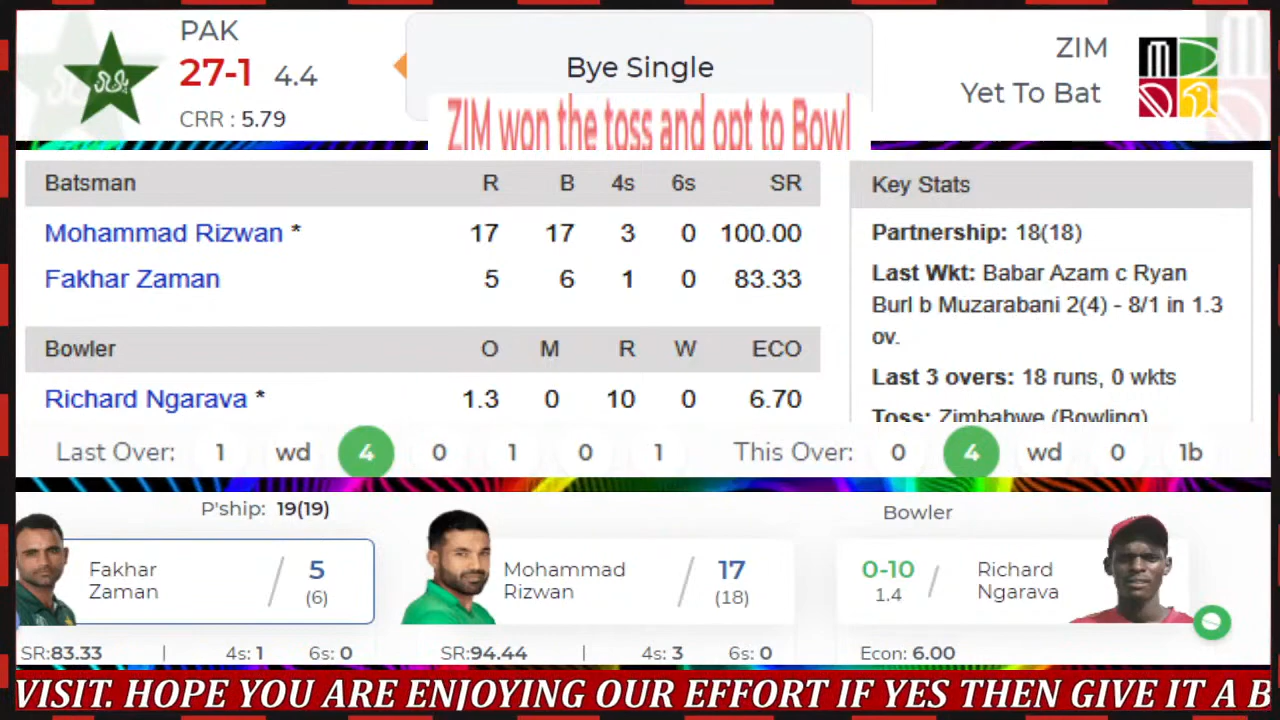 PAK
27-1 4.4
CRR : 5.79
Bye Single
ZIM won the toss and opt to Bowl
ZIM
Yet To Bat
Batsman R B 4s 6s SR
Mohammad Rizwan * 17 17 3 0 100.00
Fakhar Zaman 5 6 1 0 83.33
Bowler O M R W ECO
Richard Ngarava * 1.3 0 10 0 6.70
Key Stats
Partnership: 18(18)
Last Wkt: Babar Azam c Ryan
Burl b Muzarabani 2(4) - 8/1 in 1.3
ov.
Last 3 overs: 18 runs, 0 wkts
Toss: Zimbabwe (Bowling)
Last Over: 1 wd 4 0 1 0 1
This Over: 0 4 wd 0 1b
P'ship: 19(19)
Fakhar
Zaman
/ 5
(6)
SR:83.33 | 4s: 1 6s: 0
Mohammad
Rizwan
/ 17
(18)
SR:94.44 | 4s: 3 6s: 0
Bowler
0-10 /
1.4
Richard
Ngarava
Econ: 6.00
VISIT. HOPE YOU ARE ENJOYING OUR EFFORT IF YES THEN GIVE IT A B